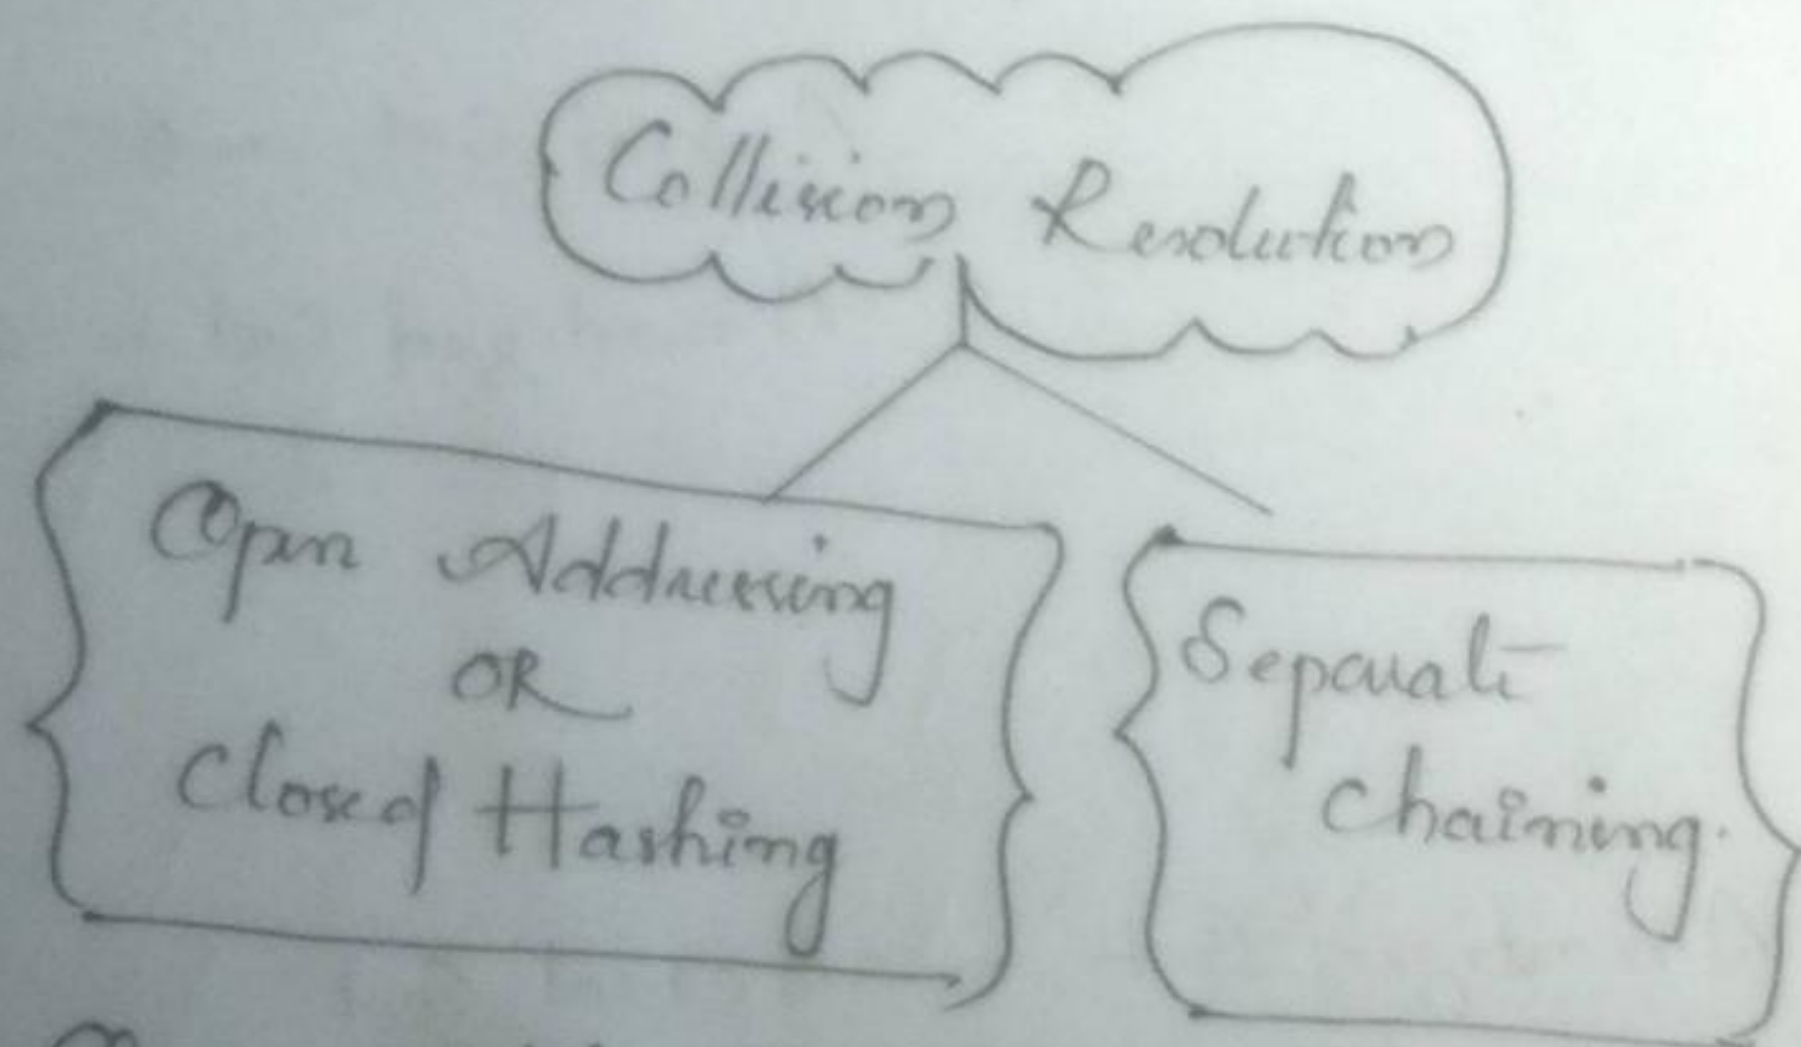 Collision Resolution
Open Addressing
OR
Closed Hashing
Separate
Chaining.